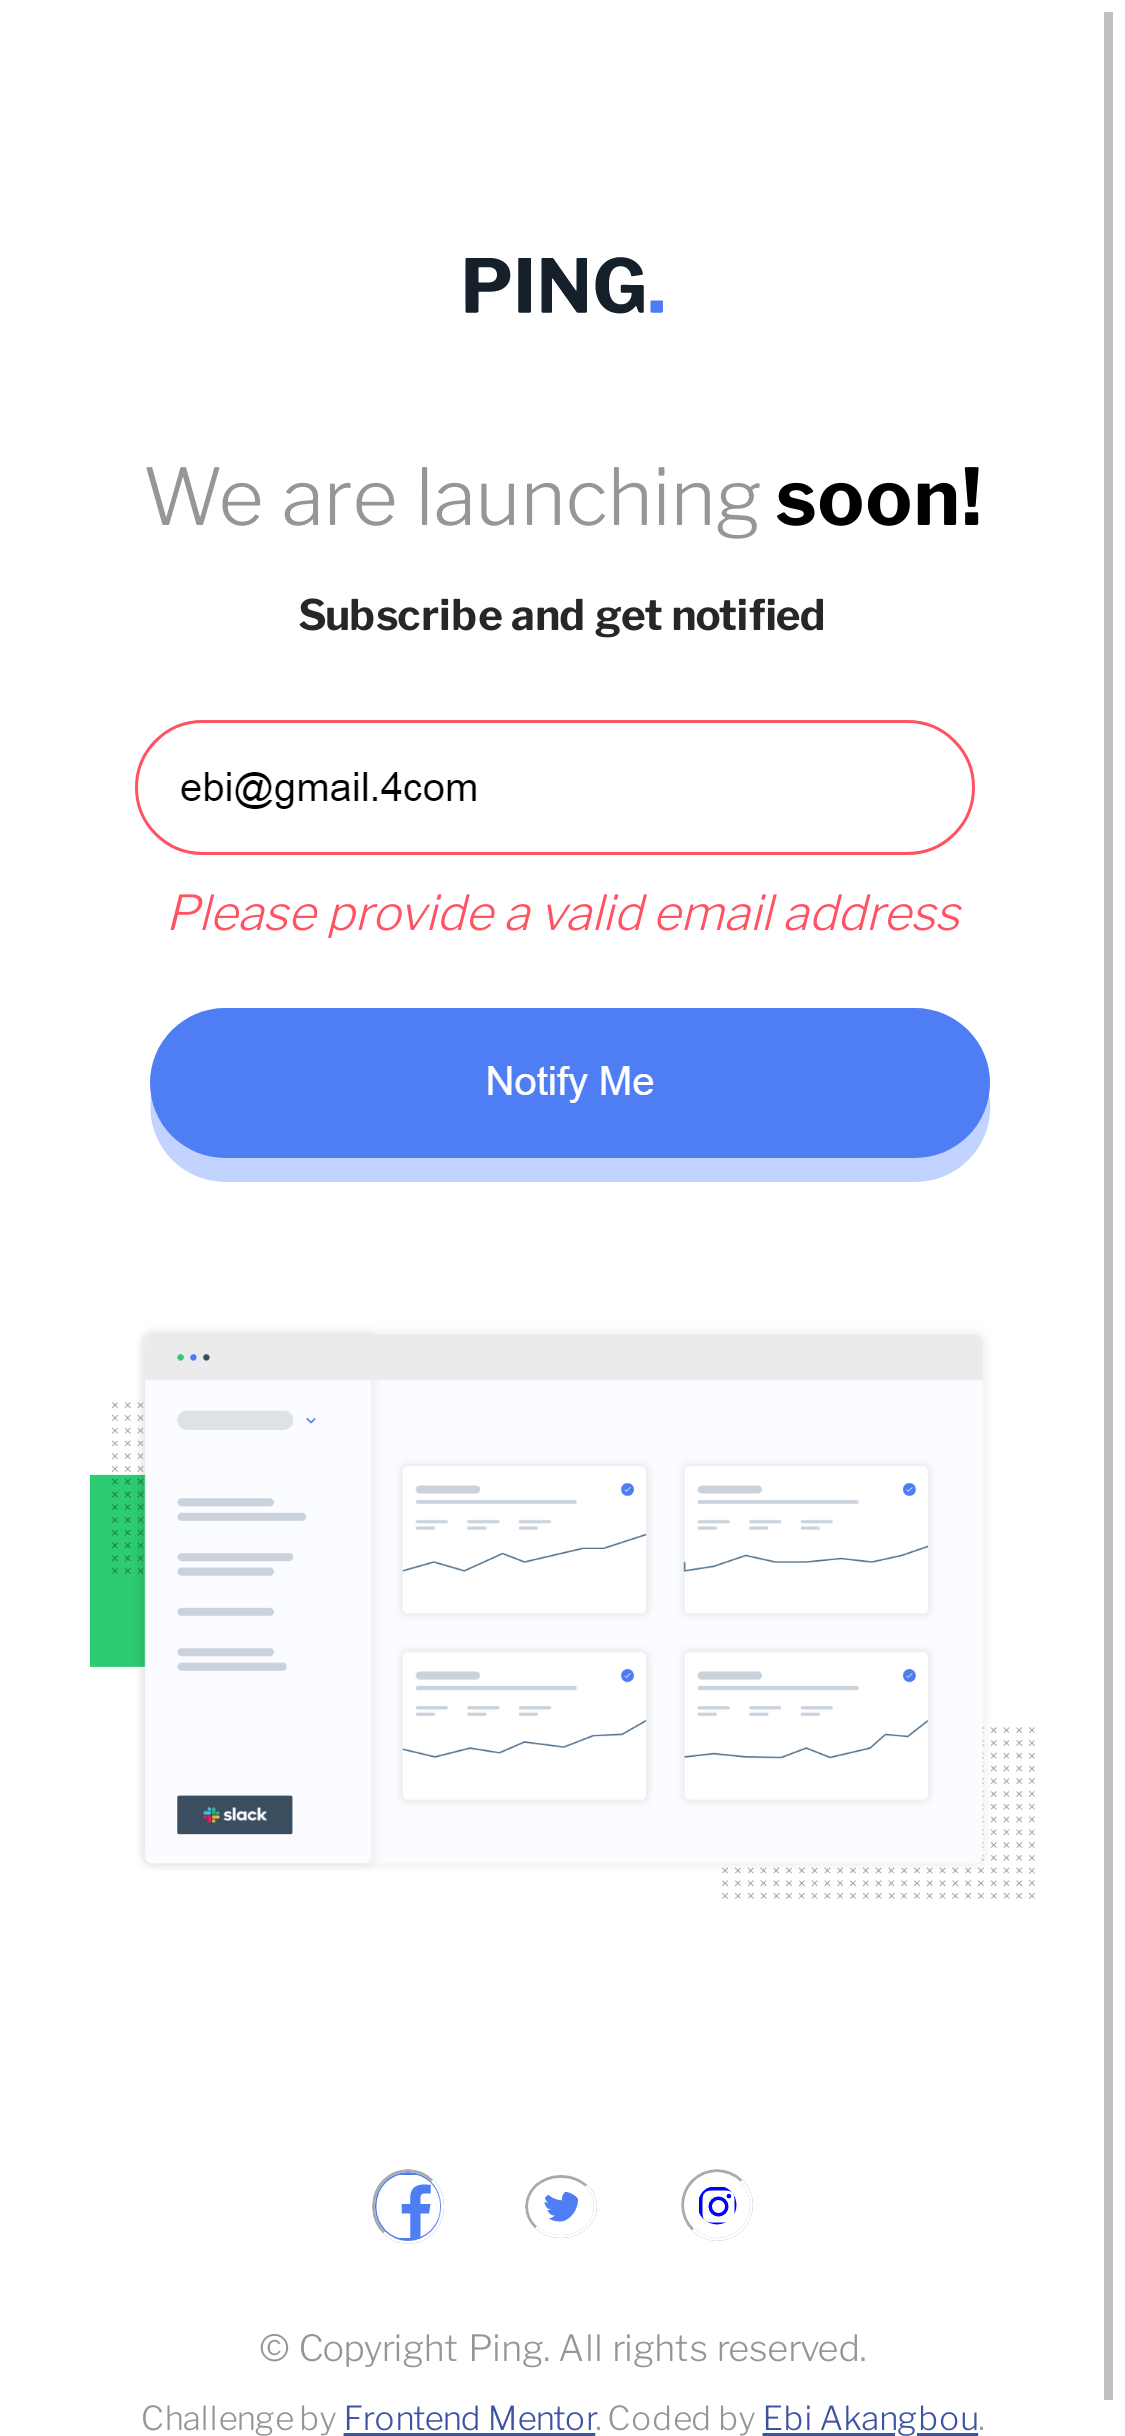 PING.
We are launching soon!
Subscribe and get notified
ebi@gmail.4com
Please provide a valid email address
Notify Me
slack
© Copyright Ping. All rights reserved.
Challenge by Frontend Mentor. Coded by Ebi Akangbou.